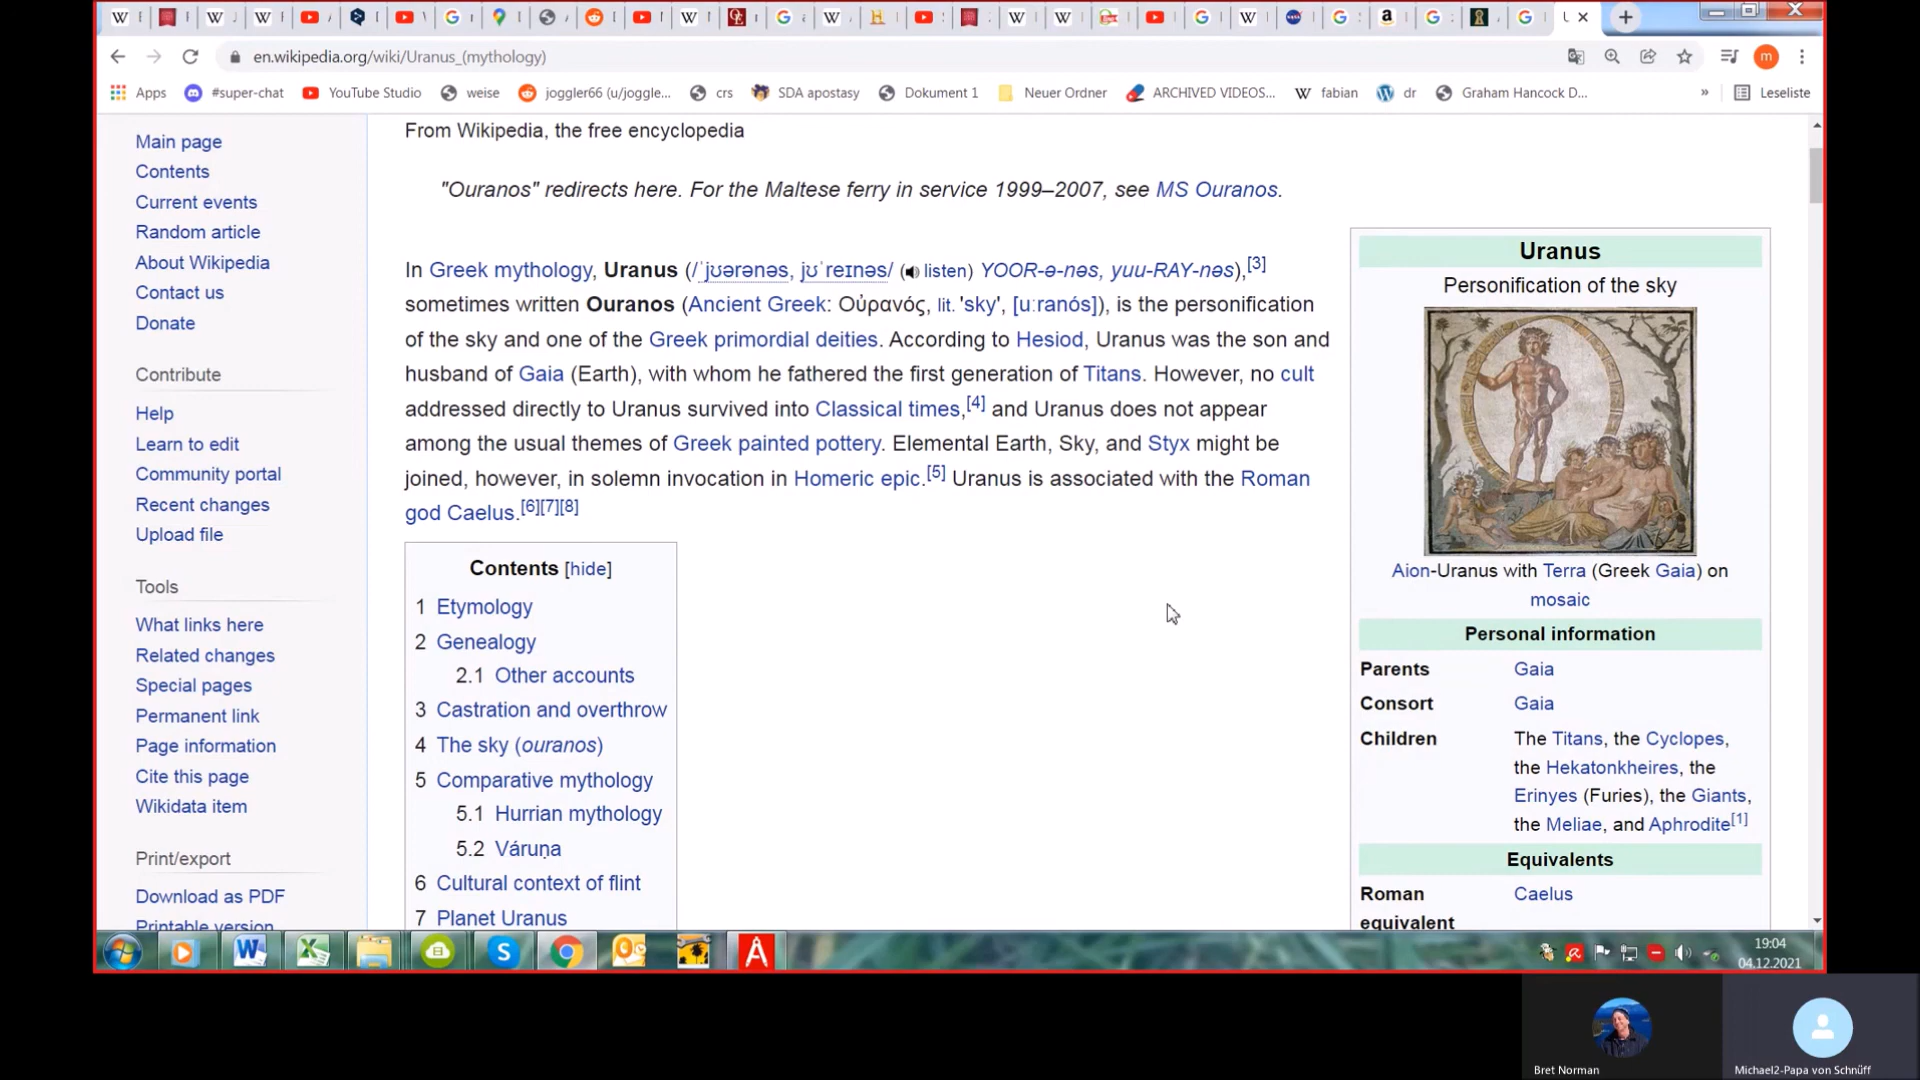 en.wikipedia.org/wiki/Uranus_(mythology)
Apps #super-chat YouTube Studio weise joggler66 (u/joggle... crs SDA apostasy Dokument 1 Neuer Ordner ARCHIVED VIDEOS... fabian dr Graham Hancock D... » Leseliste
Main page
Contents
Current events
Random article
About Wikipedia
Contact us
Donate
Contribute
Help
Learn to edit
Community portal
Recent changes
Upload file
Tools
What links here
Related changes
Special pages
Permanent link
Page information
Cite this page
Wikidata item
Print/export
Download as PDF
Printable version
From Wikipedia, the free encyclopedia
"Ouranos" redirects here. For the Maltese ferry in service 1999–2007, see MS Ouranos.
In Greek mythology, Uranus (/ˈjʊərənəs, jʊˈreɪnəs/ (listen) YOOR-ə-nəs, yuu-RAY-nəs),[3]
sometimes written Ouranos (Ancient Greek: Οὐρανός, lit. 'sky', [uːranós]), is the personification
of the sky and one of the Greek primordial deities. According to Hesiod, Uranus was the son and
husband of Gaia (Earth), with whom he fathered the first generation of Titans. However, no cult
addressed directly to Uranus survived into Classical times,[4] and Uranus does not appear
among the usual themes of Greek painted pottery. Elemental Earth, Sky, and Styx might be
joined, however, in solemn invocation in Homeric epic.[5] Uranus is associated with the Roman
god Caelus.[6][7][8]
Contents [hide]
1 Etymology
2 Genealogy
2.1 Other accounts
3 Castration and overthrow
4 The sky (ouranos)
5 Comparative mythology
5.1 Hurrian mythology
5.2 Váruṇa
6 Cultural context of flint
7 Planet Uranus
Uranus
Personification of the sky
Aion-Uranus with Terra (Greek Gaia) on
mosaic
Personal information
Parents Gaia
Consort Gaia
Children The Titans, the Cyclopes,
the Hekatonkheires, the
Erinyes (Furies), the Giants,
the Meliae, and Aphrodite[1]
Equivalents
Roman Caelus
equivalent
19:04
04.12.2021
Bret Norman
Michael2-Papa von Schnüff